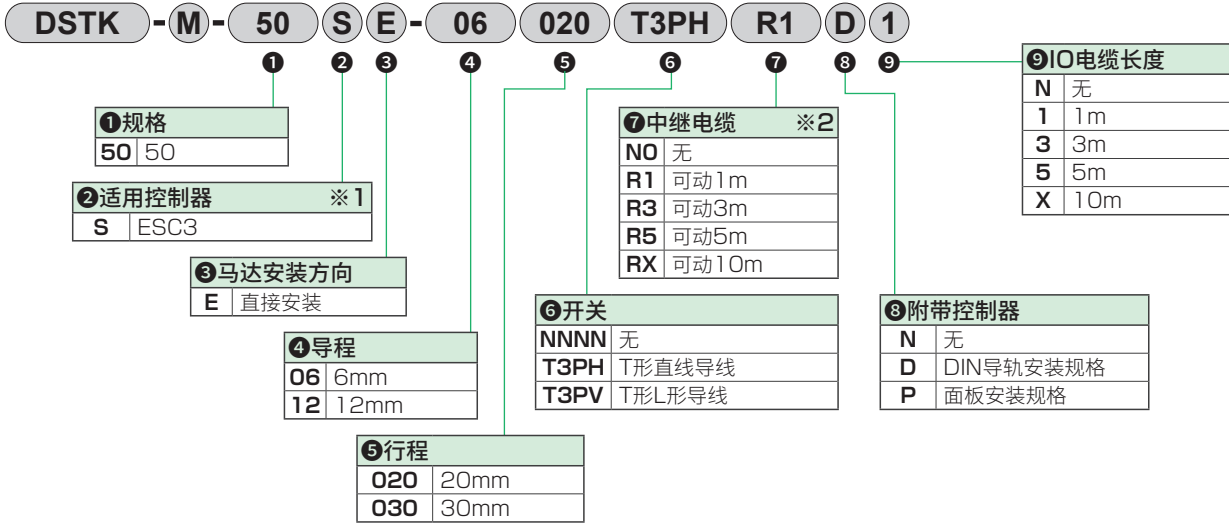 DSTK-M-50SE-06020T3PHR1D1
❶ ❷ ❸ ❹ ❺ ❻ ❼ ❽ ❾
❶规格
50 50
❷适用控制器 ※1
S ESC3
❸马达安装方向
E 直接安装
❹导程
06 6mm
12 12mm
❺行程
020 20mm
030 30mm
❻开关
NNNN 无
T3PH T形直线导线
T3PV T形L形导线
❼中继电缆 ※2
N0 无
R1 可动1m
R3 可动3m
R5 可动5m
RX 可动10m
❽附带控制器
N 无
D DIN导轨安装规格
P 面板安装规格
❾IO电缆长度
N 无
1 1m
3 3m
5 5m
X 10m